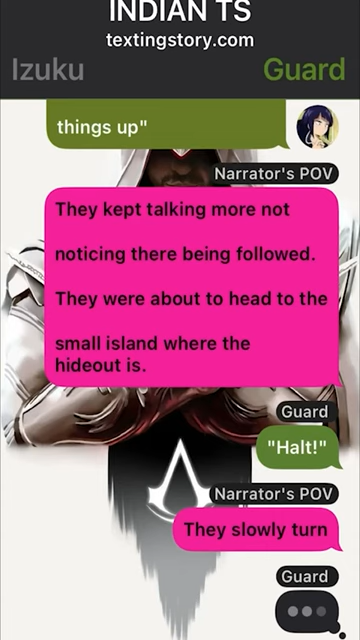 INDIAN TS
textingstory.com
Izuku
Guard
things up"
Narrator's POV
They kept talking more not
noticing there being followed.
They were about to head to the
small island where the
hideout is.
Guard
"Halt!"
Narrator's POV
They slowly turn
Guard